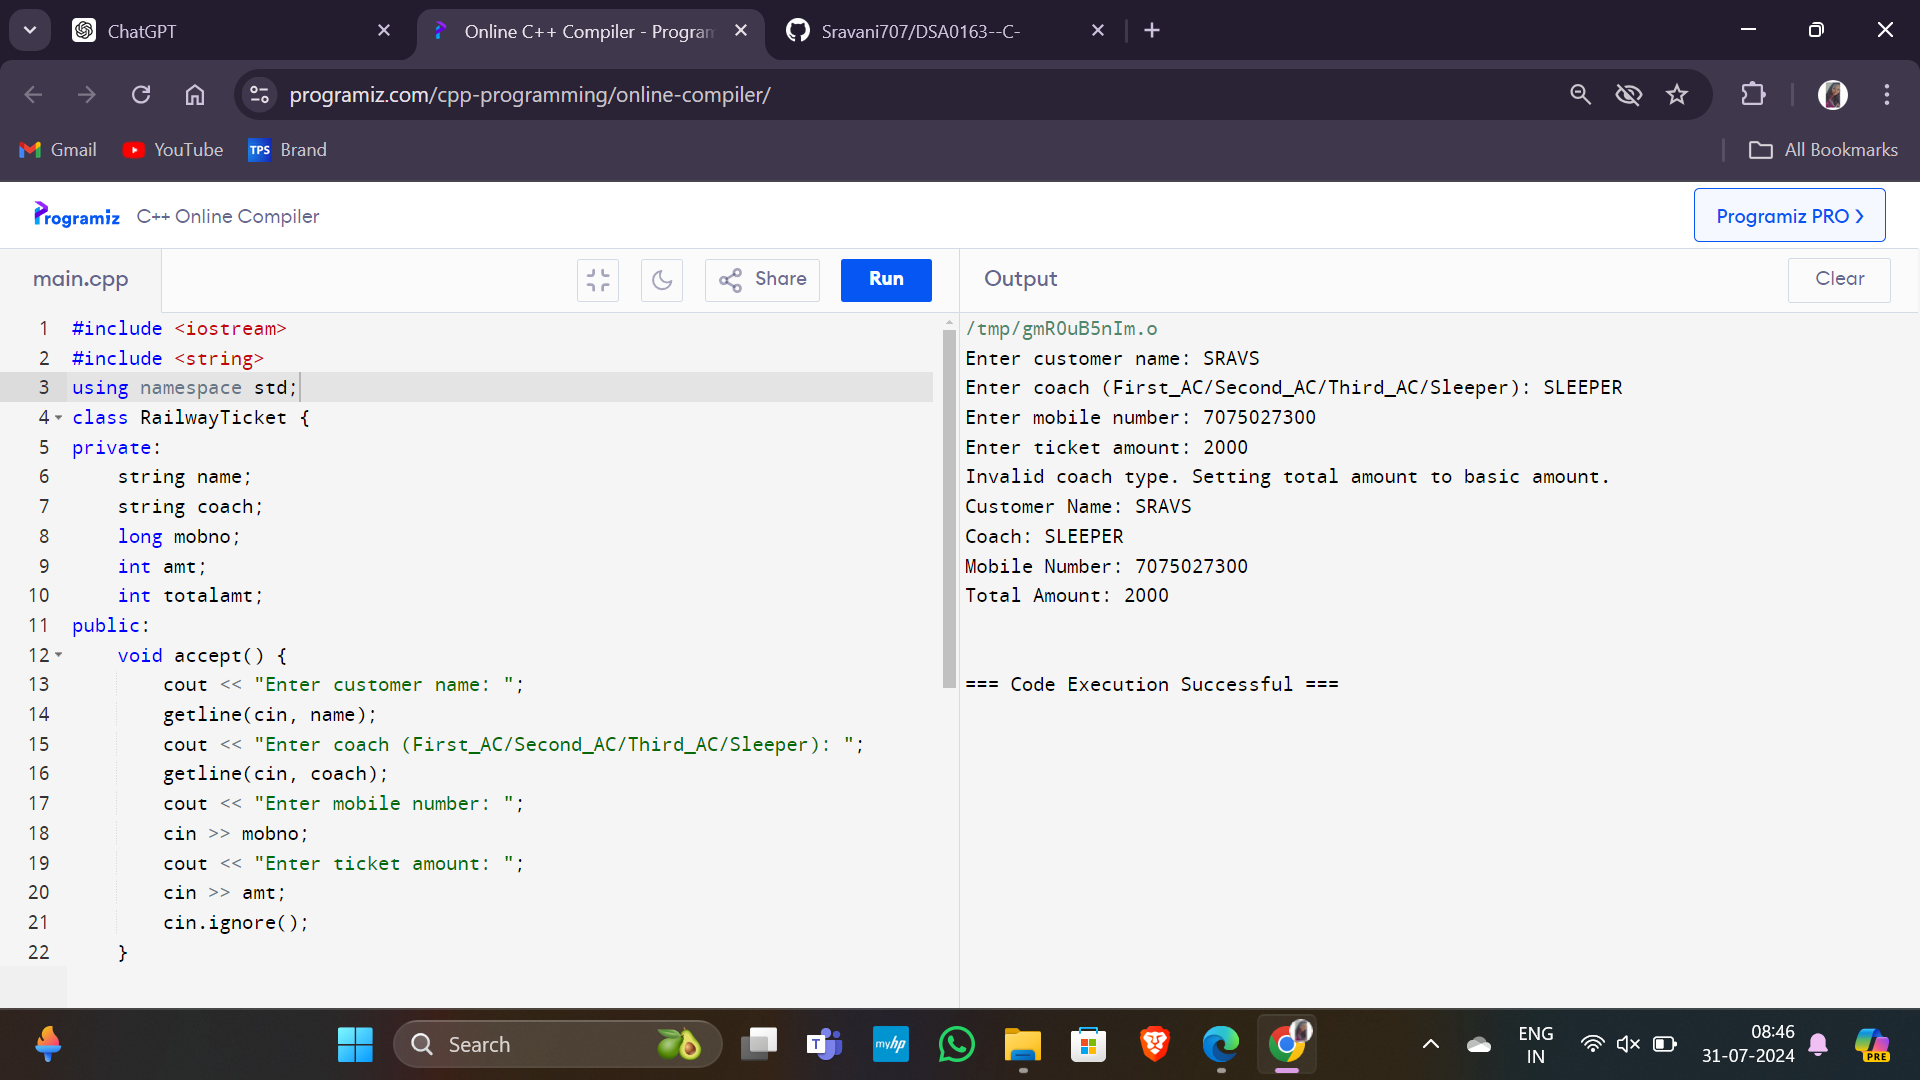 ChatGPT
Online C++ Compiler - Program
Sravani707/DSA0163--C-
programiz.com/cpp-programming/online-compiler/
Gmail
YouTube
TPS
Brand
All Bookmarks
Programiz
C++ Online Compiler
Programiz PRO
main.cpp
Share
Run
Output
Clear
1 #include <iostream>
2 #include <string>
3 using namespace std;
4 class RailwayTicket {
5 private:
6     string name;
7     string coach;
8     long mobno;
9     int amt;
10     int totalamt;
11 public:
12     void accept() {
13         cout << "Enter customer name: ";
14         getline(cin, name);
15         cout << "Enter coach (First_AC/Second_AC/Third_AC/Sleeper): ";
16         getline(cin, coach);
17         cout << "Enter mobile number: ";
18         cin >> mobno;
19         cout << "Enter ticket amount: ";
20         cin >> amt;
21         cin.ignore();
22     }
/tmp/gmR0uB5nIm.o
Enter customer name: SRAVS
Enter coach (First_AC/Second_AC/Third_AC/Sleeper): SLEEPER
Enter mobile number: 7075027300
Enter ticket amount: 2000
Invalid coach type. Setting total amount to basic amount.
Customer Name: SRAVS
Coach: SLEEPER
Mobile Number: 7075027300
Total Amount: 2000
=== Code Execution Successful ===
Search
T
myhp
ENG
IN
08:46
31-07-2024
PRE